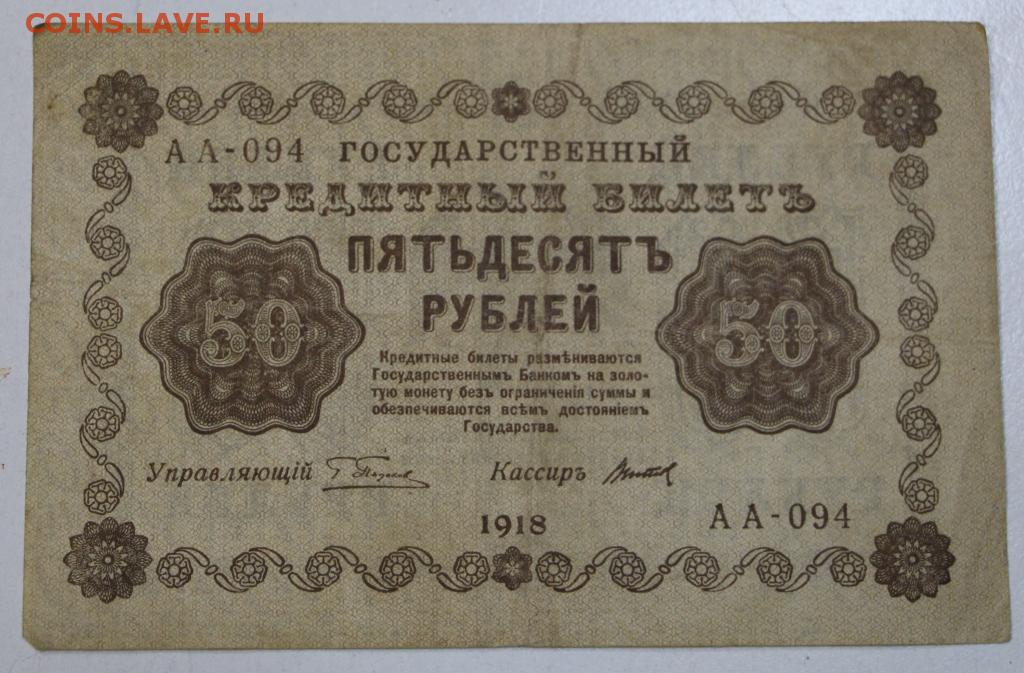 COINS.LAVE.RU
АА-094 ГОСУДАРСТВЕННЫЙ
КРЕДИТНЫЙ БИЛЕТЪ
ПЯТЬДЕСЯТЪ
РУБЛЕЙ
50 50
Кредитные билеты размѣниваются
Государственнымъ Банкомъ на золо-
тую монету безъ ограниченія суммы и
обезпечиваются всѣмъ достояніемъ
Государства.
Управляющій Г. Пятаков Кассиръ
1918 АА-094